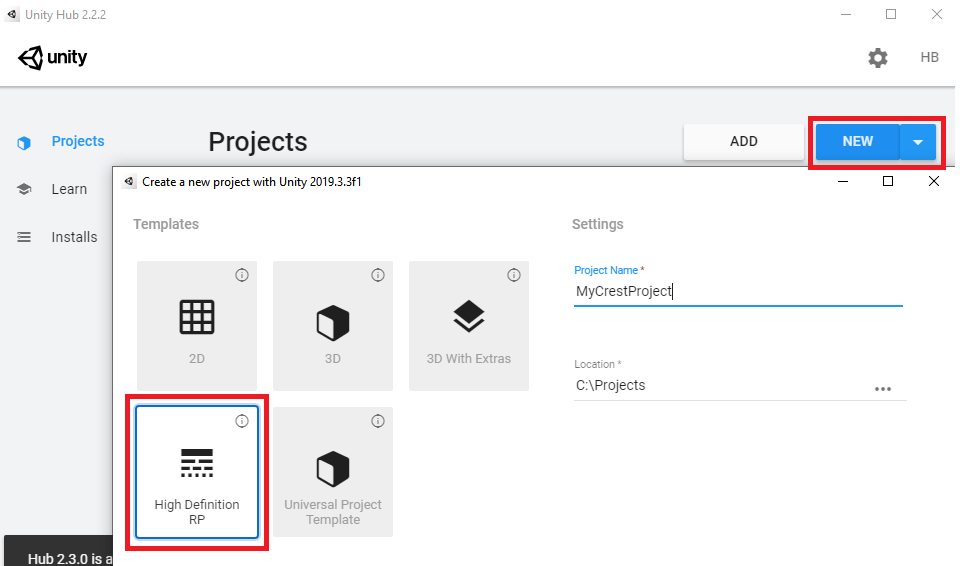 Unity Hub 2.2.2
unity
HB
Projects
Projects
ADD
NEW
Learn
Installs
Create a new project with Unity 2019.3.3f1
Templates
Settings
2D
3D
3D With Extras
High Definition
RP
Universal Project
Template
Project Name *
MyCrestProject
Location *
C:\Projects
Hub 2.3.0 is a